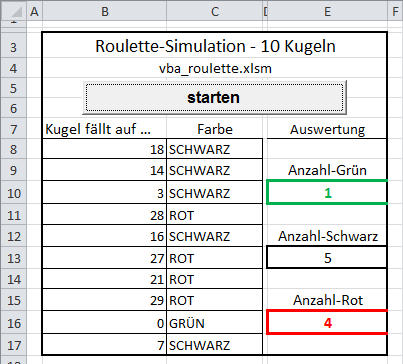 A B C D E
3 Roulette-Simulation - 10 Kugeln
4 vba_roulette.xlsm
5
6 starten
7 Kugel fällt auf ... Farbe Auswertung
8 18 SCHWARZ
9 14 SCHWARZ Anzahl-Grün
10 3 SCHWARZ 1
11 28 ROT
12 16 SCHWARZ Anzahl-Schwarz
13 27 ROT 5
14 21 ROT
15 29 ROT Anzahl-Rot
16 0 GRÜN 4
17 7 SCHWARZ